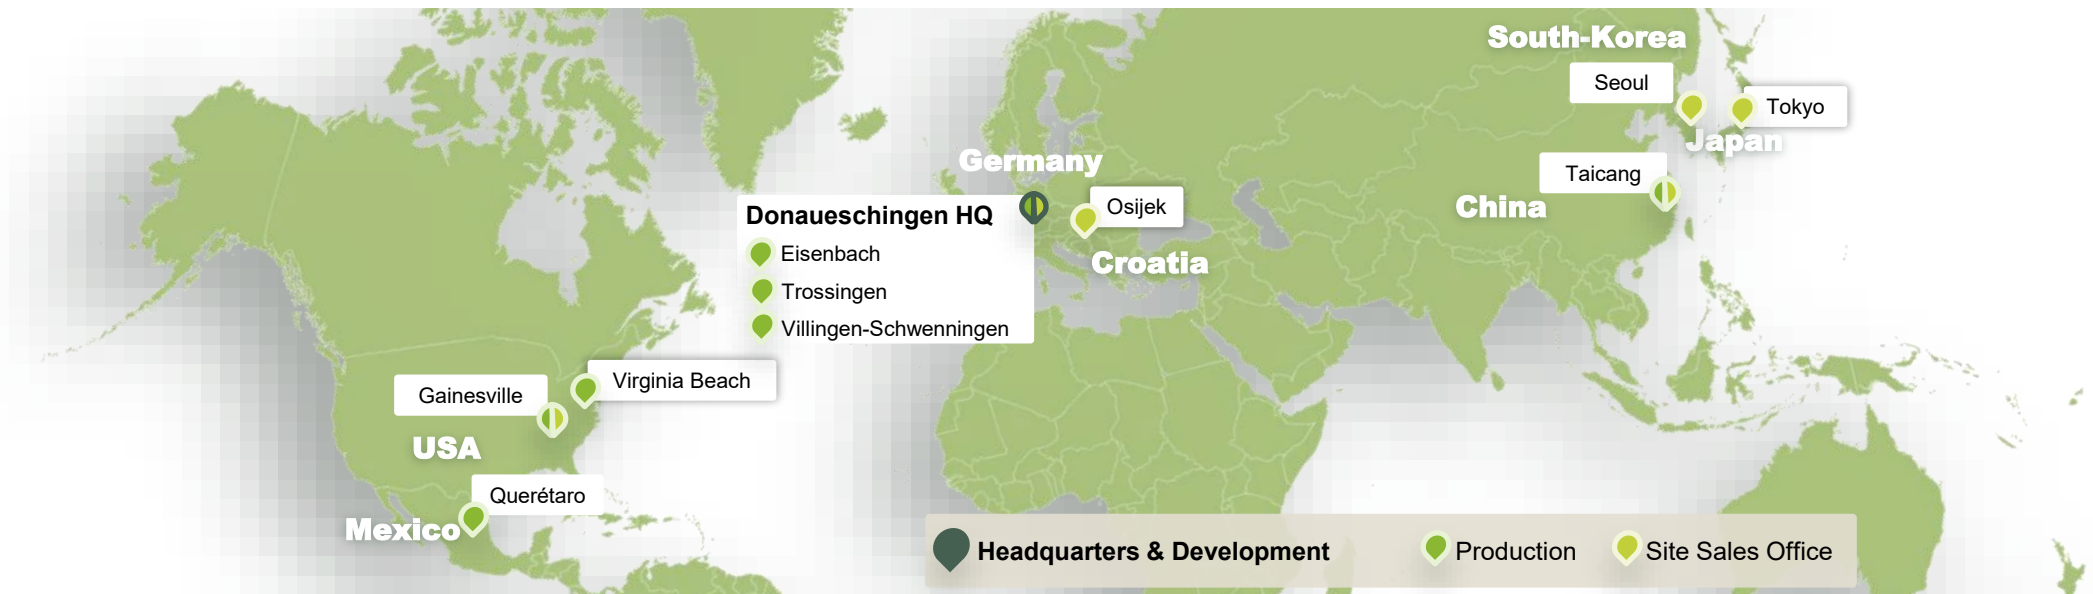 South-Korea
Seoul
Tokyo
Japan
Germany
Taicang
Osijek
China
Donaueschingen HQ
Eisenbach
Croatia
Trossingen
Villingen-Schwenningen
Virginia Beach
Gainesville
USA
Querétaro
Mexico
Headquarters & Development
Production
Site Sales Office